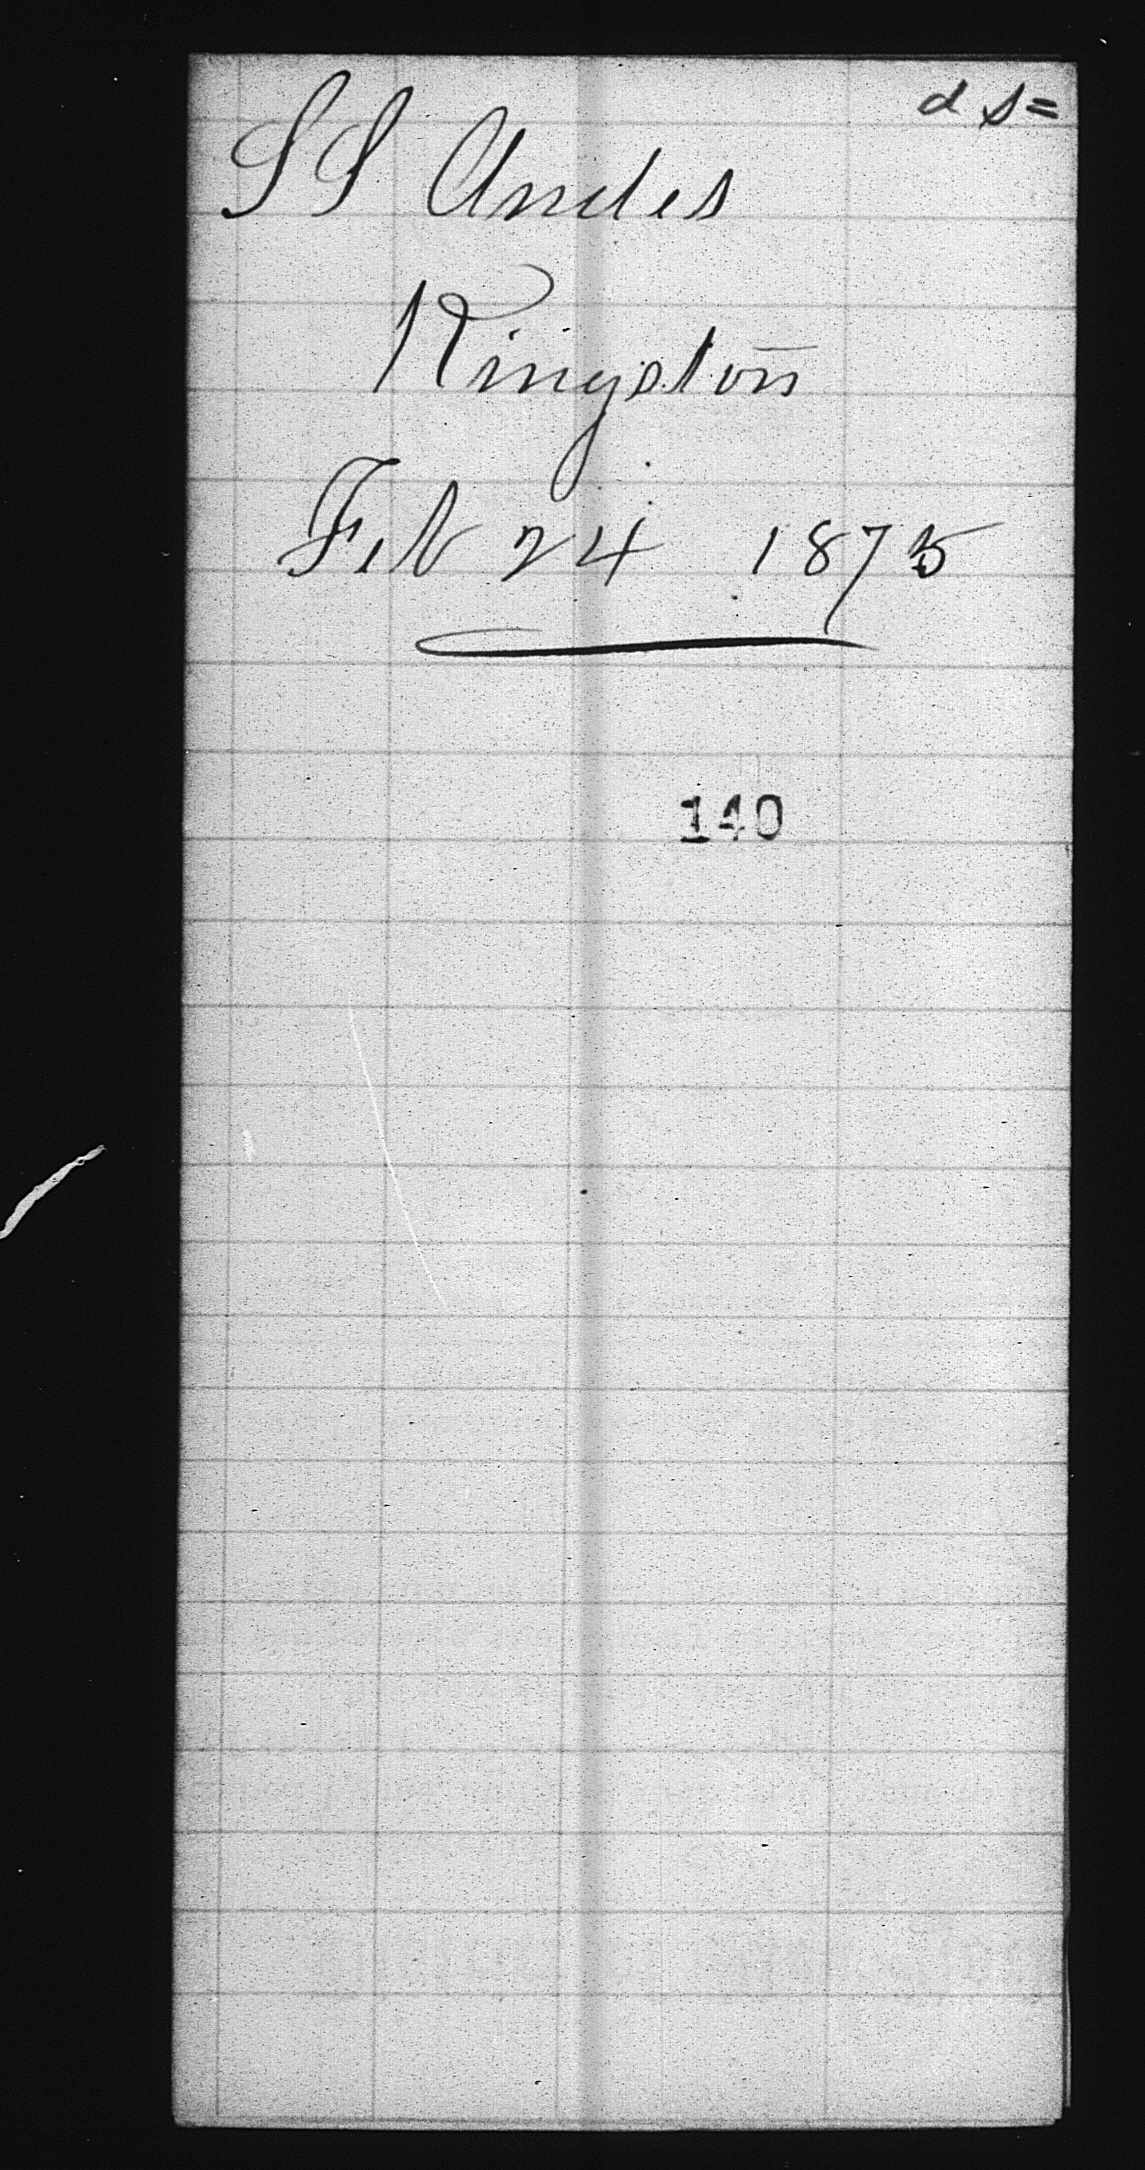 d s=
SS Andes
Kingston
Feb 24 1875
140